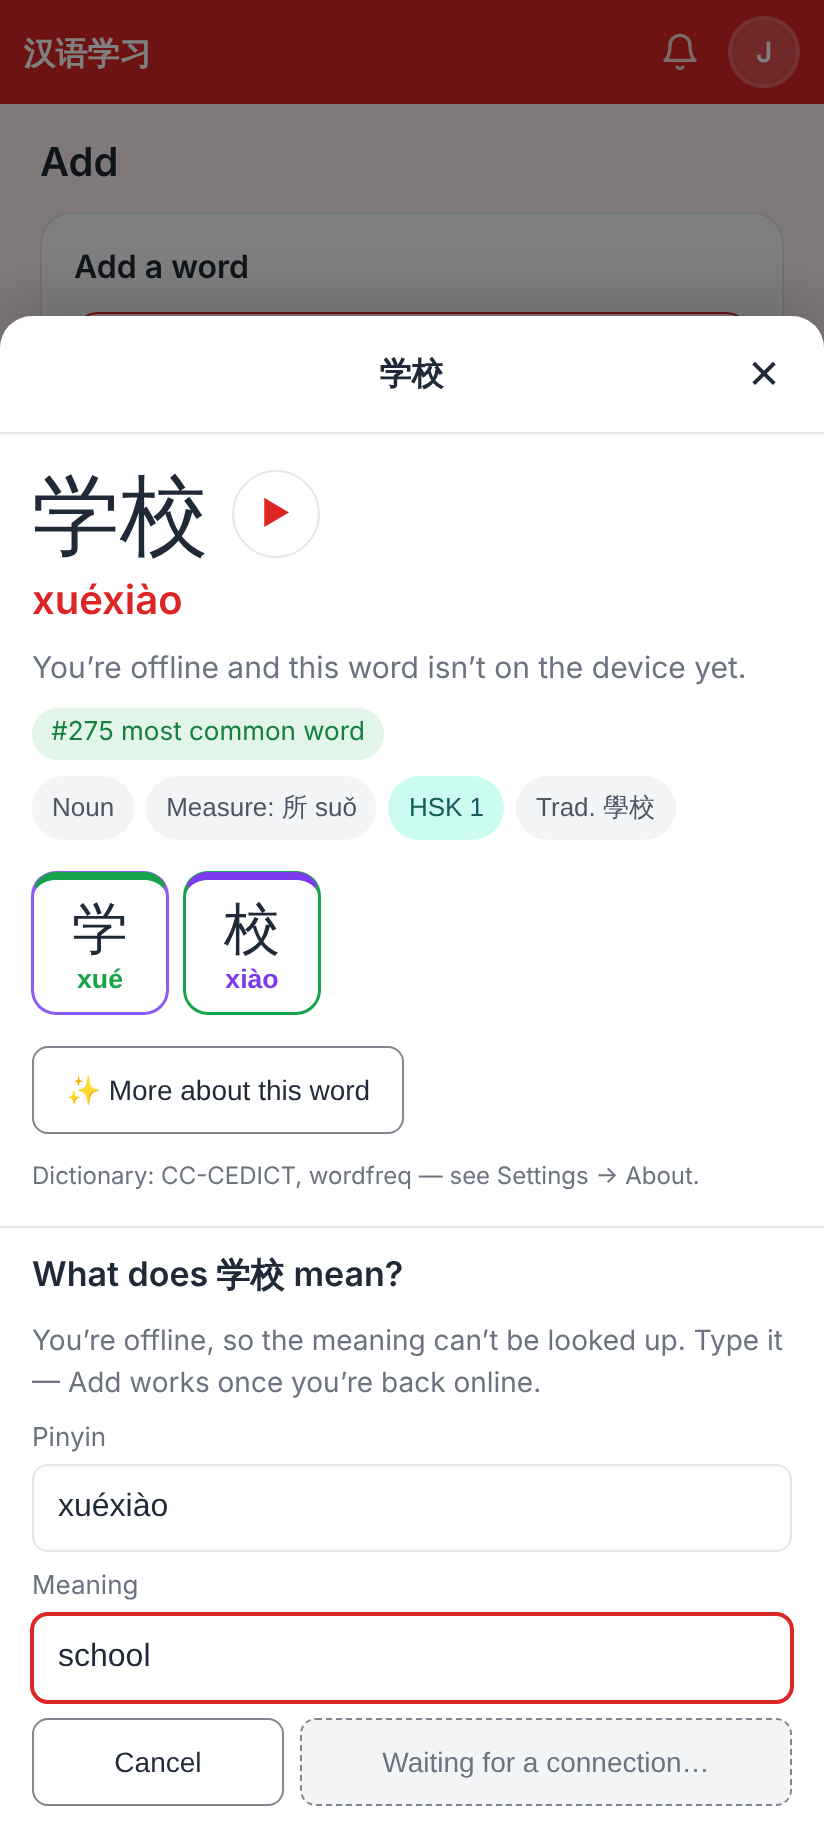 汉语学习
J
Add
Add a word
学校
学校
xuéxiào
You’re offline and this word isn’t on the device yet.
#275 most common word
Noun
Measure: 所 suǒ
HSK 1
Trad. 學校
学
xué
校
xiào
✨ More about this word
Dictionary: CC-CEDICT, wordfreq — see Settings → About.
What does 学校 mean?
You’re offline, so the meaning can’t be looked up. Type it
— Add works once you’re back online.
Pinyin
xuéxiào
Meaning
school
Cancel
Waiting for a connection…